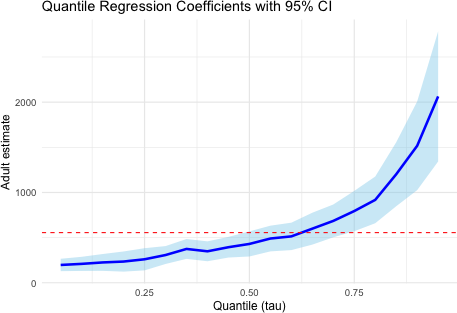 Quantile Regression Coefficients with 95% CI
Adult estimate
2000
1000
0
0.25
0.50
0.75
Quantile (tau)